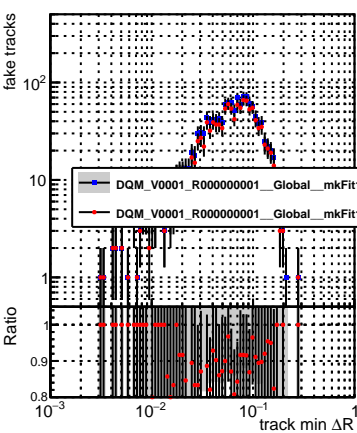 fake tracks
10²
10
1
DQM_V0001_R000000001__Global__mkFit
DQM_V0001_R000000001__Global__mkFit
Ratio
1
0.9
0.8
10⁻³ 10⁻² 10⁻¹ 1
track min ΔR